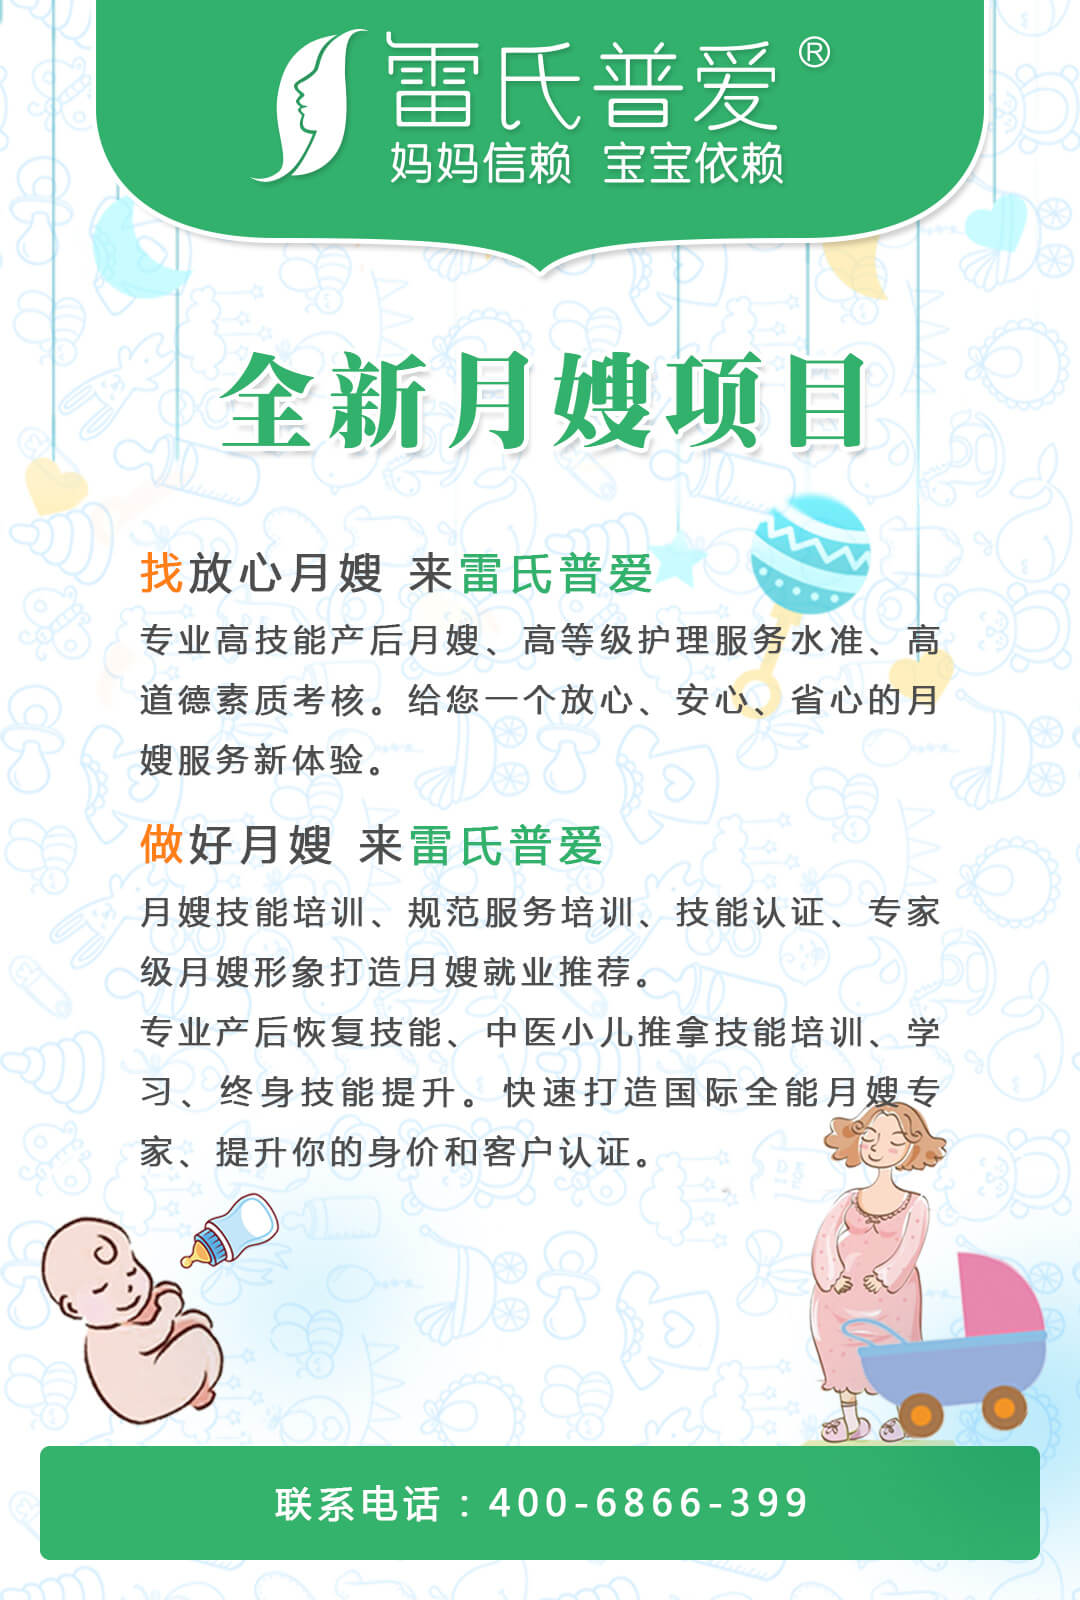 雷氏普爱®
妈妈信赖 宝宝依赖
全新月嫂项目
找放心月嫂 来雷氏普爱
专业高技能产后月嫂、高等级护理服务水准、高
道德素质考核。给您一个放心、安心、省心的月
嫂服务新体验。
做好月嫂 来雷氏普爱
月嫂技能培训、规范服务培训、技能认证、专家
级月嫂形象打造月嫂就业推荐。
专业产后恢复技能、中医小儿推拿技能培训、学
习、终身技能提升。快速打造国际全能月嫂专
家、提升你的身价和客户认证。
联系电话：400-6866-399